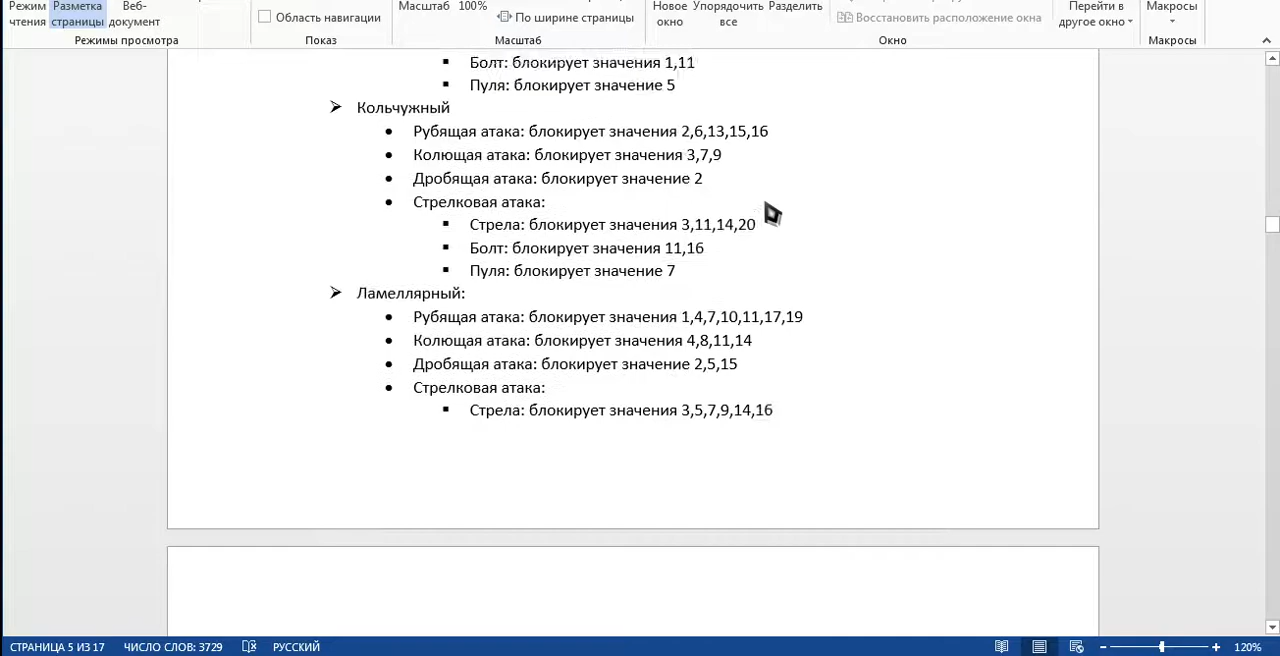 Режим чтения
Разметка страницы
Веб-документ
Режимы просмотра
Область навигации
Показ
Масштаб
100%
По ширине страницы
Масштаб
Новое окно
Упорядочить все
Разделить
Восстановить расположение окна
Перейти в другое окно
Окно
Макросы
Макросы
▪ Болт: блокирует значения 1,11
▪ Пуля: блокирует значение 5
➢ Кольчужный
• Рубящая атака: блокирует значения 2,6,13,15,16
• Колющая атака: блокирует значения 3,7,9
• Дробящая атака: блокирует значение 2
• Стрелковая атака:
▪ Стрела: блокирует значения 3,11,14,20
▪ Болт: блокирует значения 11,16
▪ Пуля: блокирует значение 7
➢ Ламеллярный:
• Рубящая атака: блокирует значения 1,4,7,10,11,17,19
• Колющая атака: блокирует значения 4,8,11,14
• Дробящая атака: блокирует значение 2,5,15
• Стрелковая атака:
▪ Стрела: блокирует значения 3,5,7,9,14,16
СТРАНИЦА 5 ИЗ 17 ЧИСЛО СЛОВ: 3729 РУССКИЙ 120%